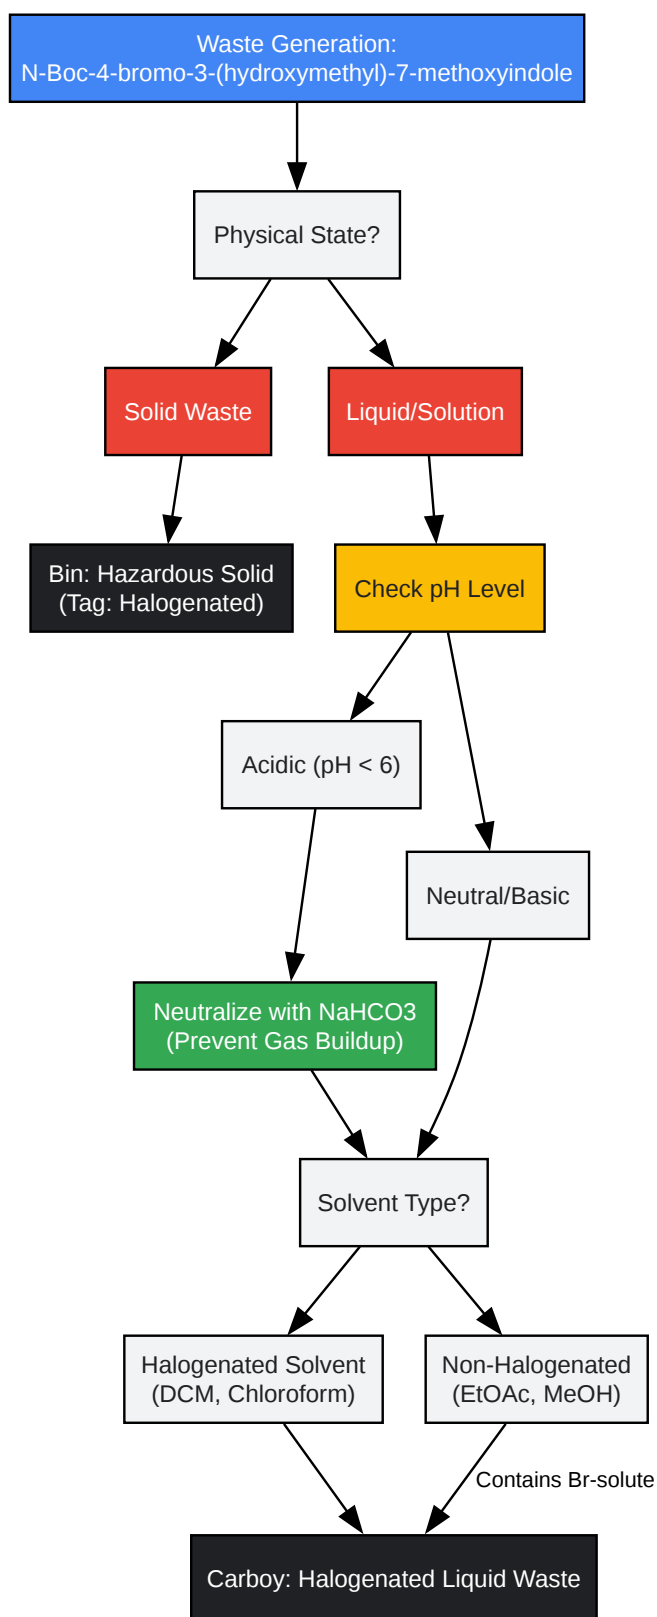 Waste Generation:
N-Boc-4-bromo-3-(hydroxymethyl)-7-methoxyindole
Physical State?
Solid Waste
Liquid/Solution
Bin: Hazardous Solid
(Tag: Halogenated)
Check pH Level
Acidic (pH < 6)
Neutral/Basic
Neutralize with NaHCO3
(Prevent Gas Buildup)
Solvent Type?
Halogenated Solvent
(DCM, Chloroform)
Non-Halogenated
(EtOAc, MeOH)
Contains Br-solute
Carboy: Halogenated Liquid Waste